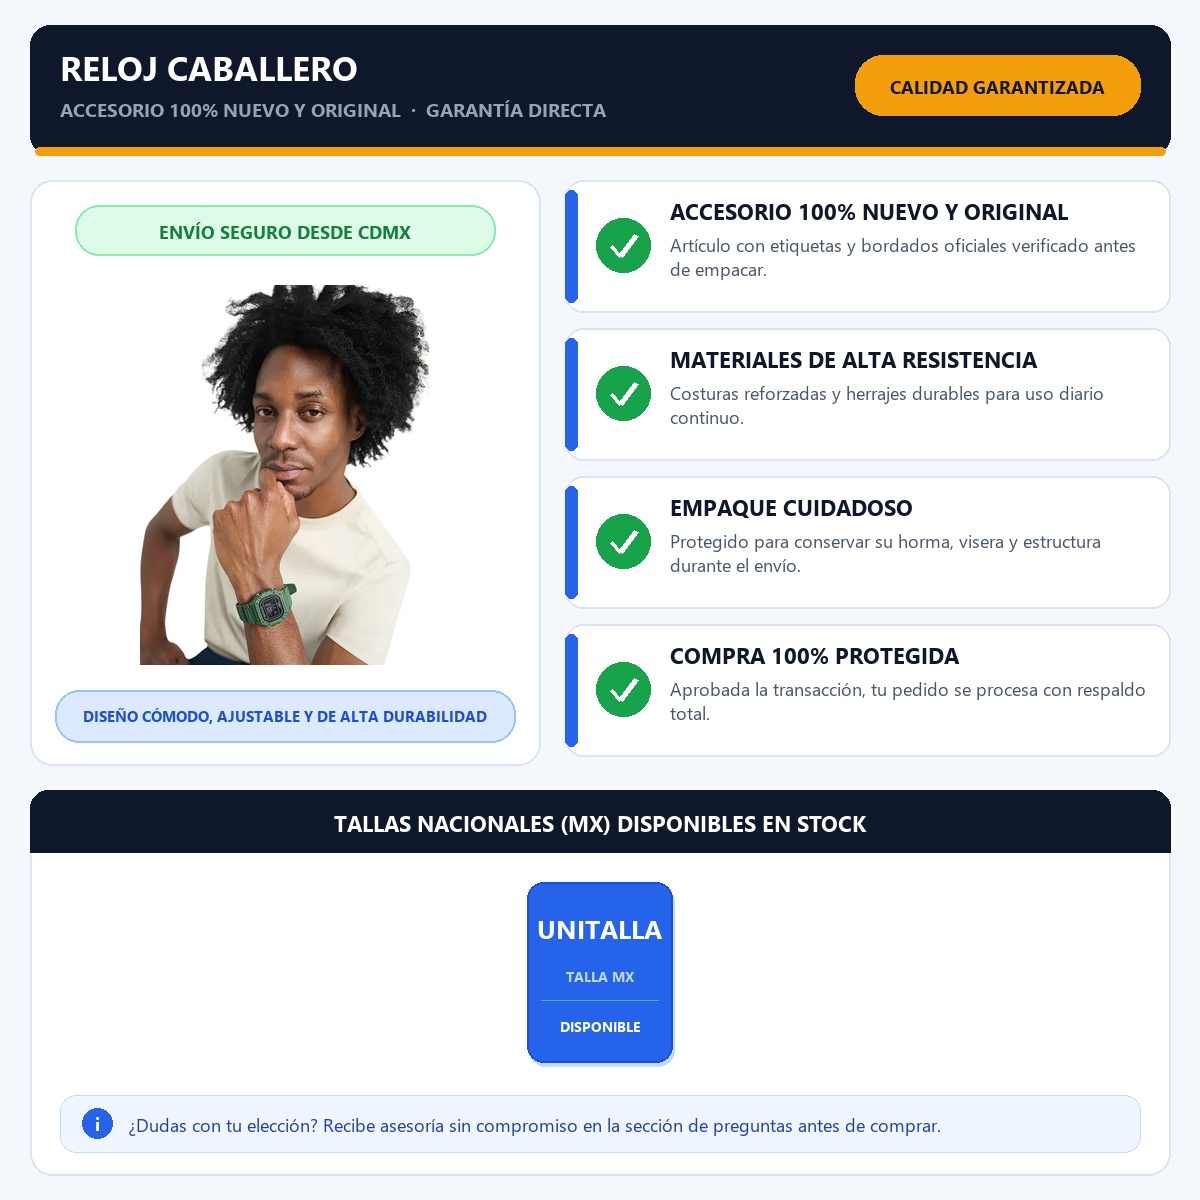 RELOJ CABALLERO
ACCESORIO 100% NUEVO Y ORIGINAL · GARANTÍA DIRECTA
CALIDAD GARANTIZADA
ENVÍO SEGURO DESDE CDMX
DISEÑO CÓMODO, AJUSTABLE Y DE ALTA DURABILIDAD
ACCESORIO 100% NUEVO Y ORIGINAL
Artículo con etiquetas y bordados oficiales verificado antes
de empacar.
MATERIALES DE ALTA RESISTENCIA
Costuras reforzadas y herrajes durables para uso diario
continuo.
EMPAQUE CUIDADOSO
Protegido para conservar su horma, visera y estructura
durante el envío.
COMPRA 100% PROTEGIDA
Aprobada la transacción, tu pedido se procesa con respaldo
total.
TALLAS NACIONALES (MX) DISPONIBLES EN STOCK
UNITALLA
TALLA MX
DISPONIBLE
¿Dudas con tu elección? Recibe asesoría sin compromiso en la sección de preguntas antes de comprar.